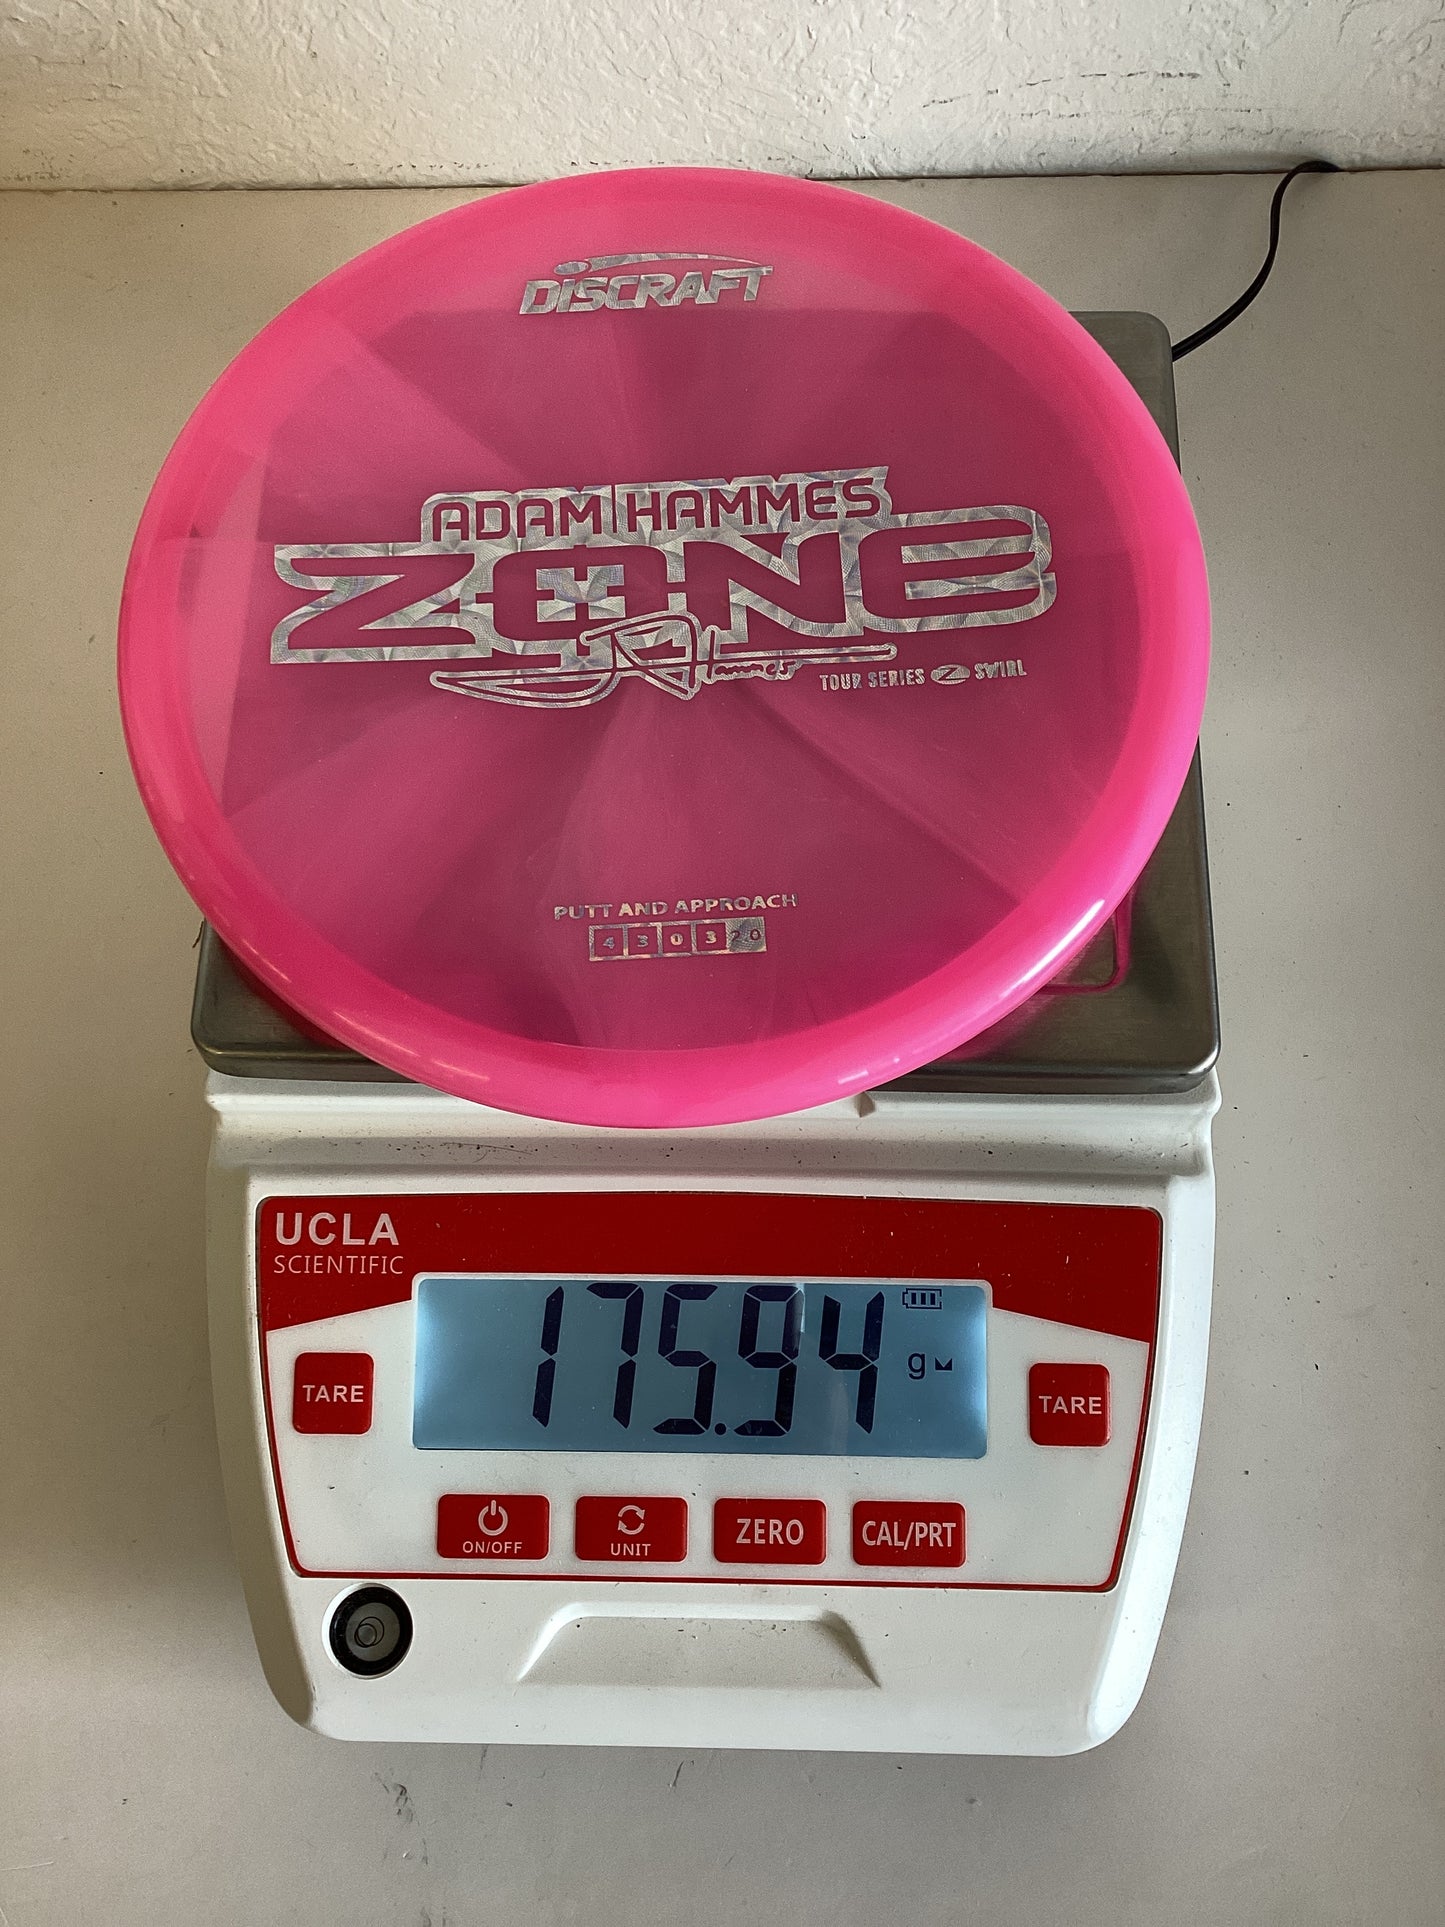 DISCRAFT
ADAM HAMMES
ZONE
TOUR SERIES Z SWIRL
PUTT AND APPROACH
4 3 0 3 20
UCLA
SCIENTIFIC
175.94 g
TARE
TARE
ON/OFF
UNIT
ZERO
CAL/PRT